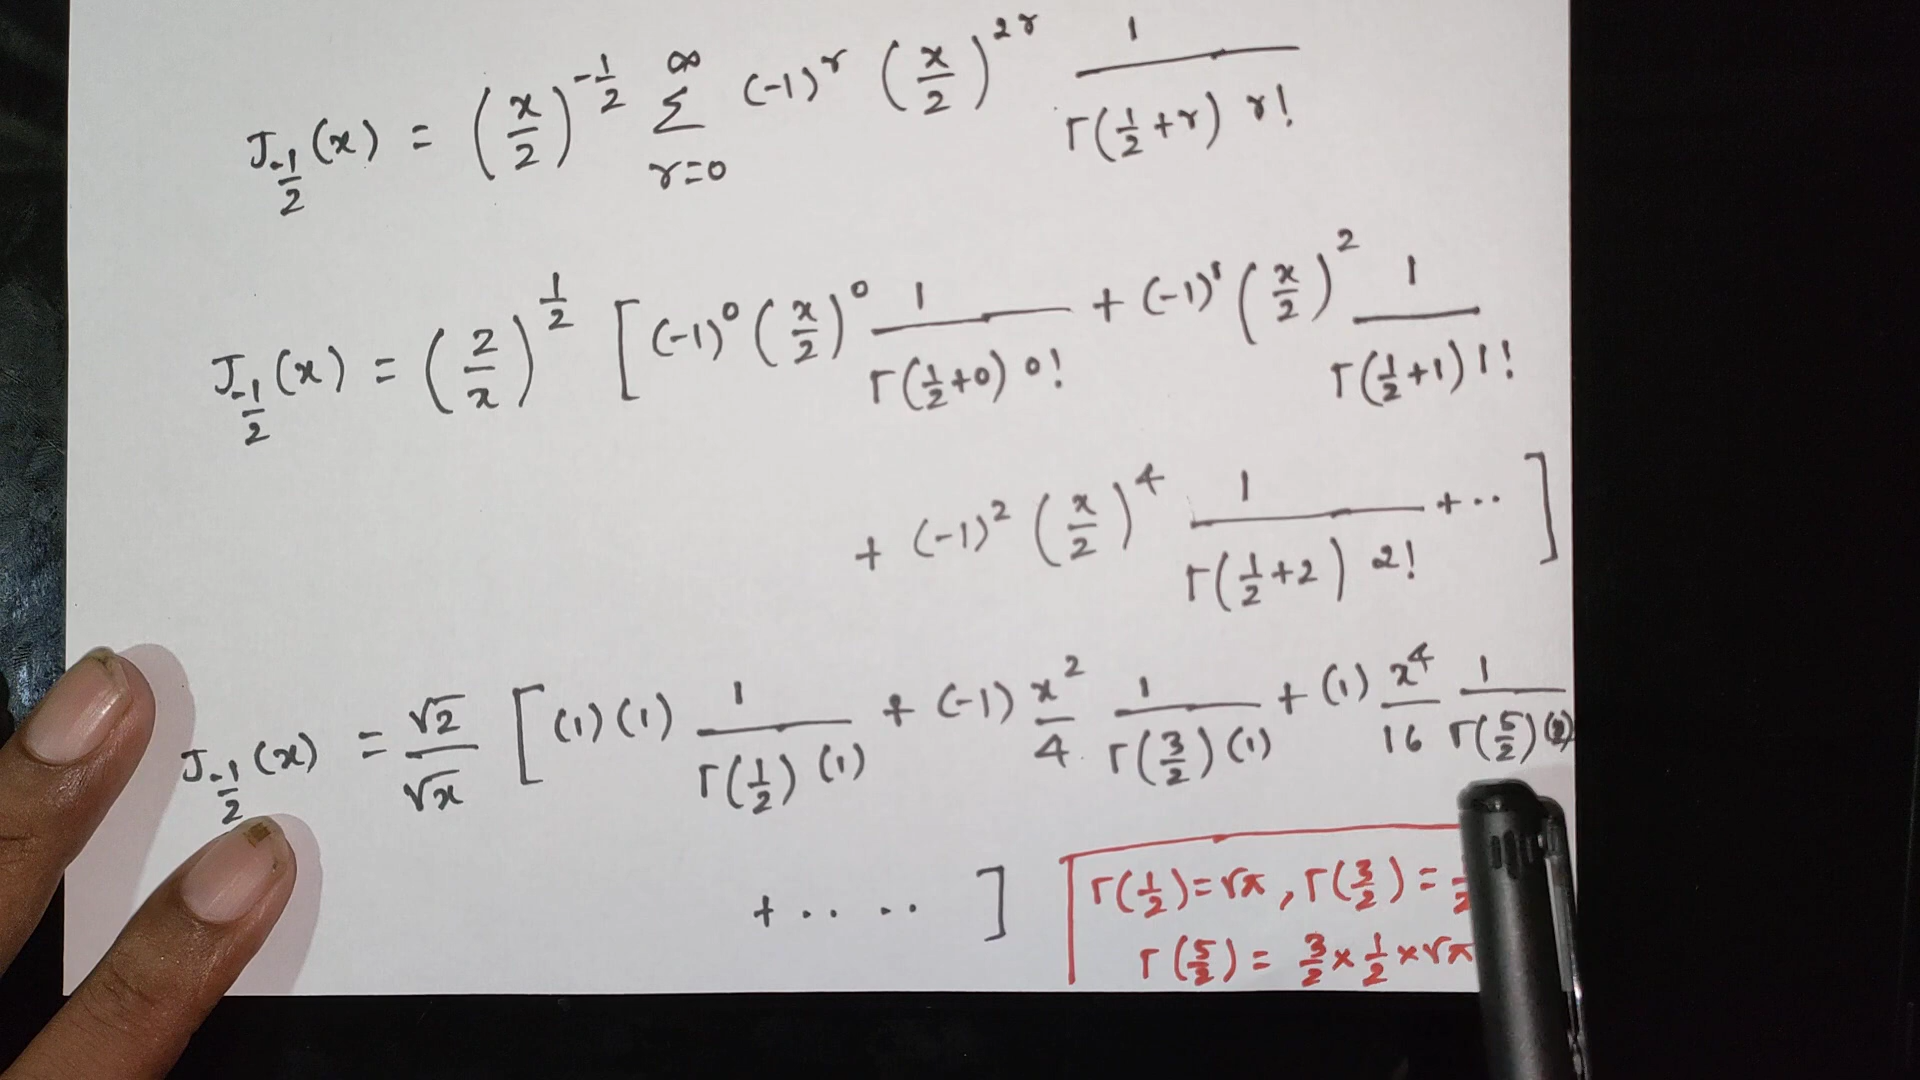 J_{-1/2}(x) = (x/2)^{-1/2} ∑_{r=0}^{∞} (-1)^r (x/2)^{2r} 1/(Γ(1/2+r) r!)
J_{-1/2}(x) = (2/x)^{1/2} [ (-1)^0 (x/2)^0 1/(Γ(1/2+0) 0!) + (-1)^1 (x/2)^2 1/(Γ(1/2+1) 1!)
+ (-1)^2 (x/2)^4 1/(Γ(1/2+2) 2!) + .. ]
J_{-1/2}(x) = √2/√x [ (1)(1) 1/(Γ(1/2) (1)) + (-1) x^2/4 1/(Γ(3/2) (1)) + (1) x^4/16 1/(Γ(5/2)(2))
+ .. .. ]
Γ(1/2) = √π, Γ(3/2) =
Γ(5/2) = 3/2 × 1/2 × √π